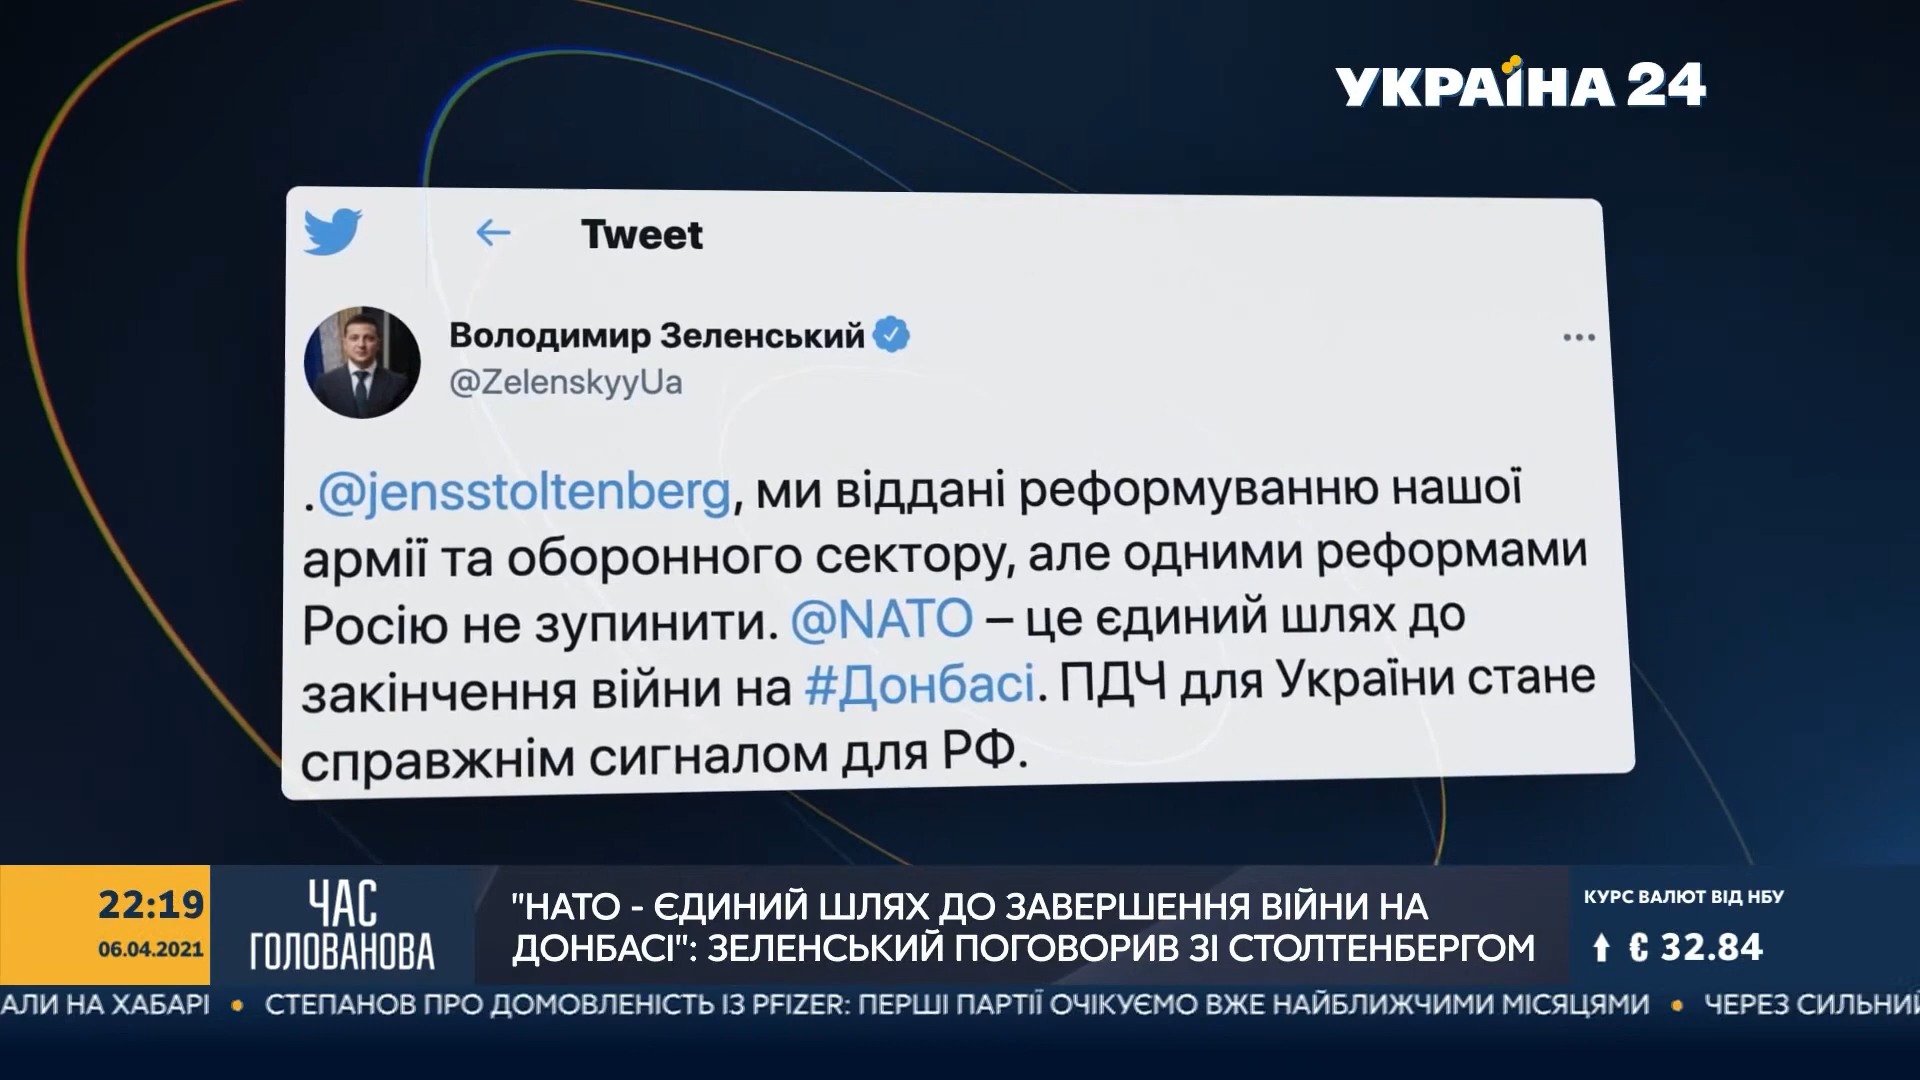 УКРАЇНА 24
Tweet
Володимир Зеленський
@ZelenskyyUa
.@jensstoltenberg, ми віддані реформуванню нашої
армії та оборонного сектору, але одними реформами
Росію не зупинити. @NATO – це єдиний шлях до
закінчення війни на #Донбасі. ПДЧ для України стане
справжнім сигналом для РФ.
22:19
06.04.2021
ЧАС
ГОЛОВАНОВА
"НАТО - ЄДИНИЙ ШЛЯХ ДО ЗАВЕРШЕННЯ ВІЙНИ НА
ДОНБАСІ": ЗЕЛЕНСЬКИЙ ПОГОВОРИВ ЗІ СТОЛТЕНБЕРГОМ
КУРС ВАЛЮТ ВІД НБУ
€ 32.84
АЛИ НА ХАБАРІ • СТЕПАНОВ ПРО ДОМОВЛЕНІСТЬ ІЗ PFIZER: ПЕРШІ ПАРТІЇ ОЧІКУЄМО ВЖЕ НАЙБЛИЖЧИМИ МІСЯЦЯМИ • ЧЕРЕЗ СИЛЬНИЙ